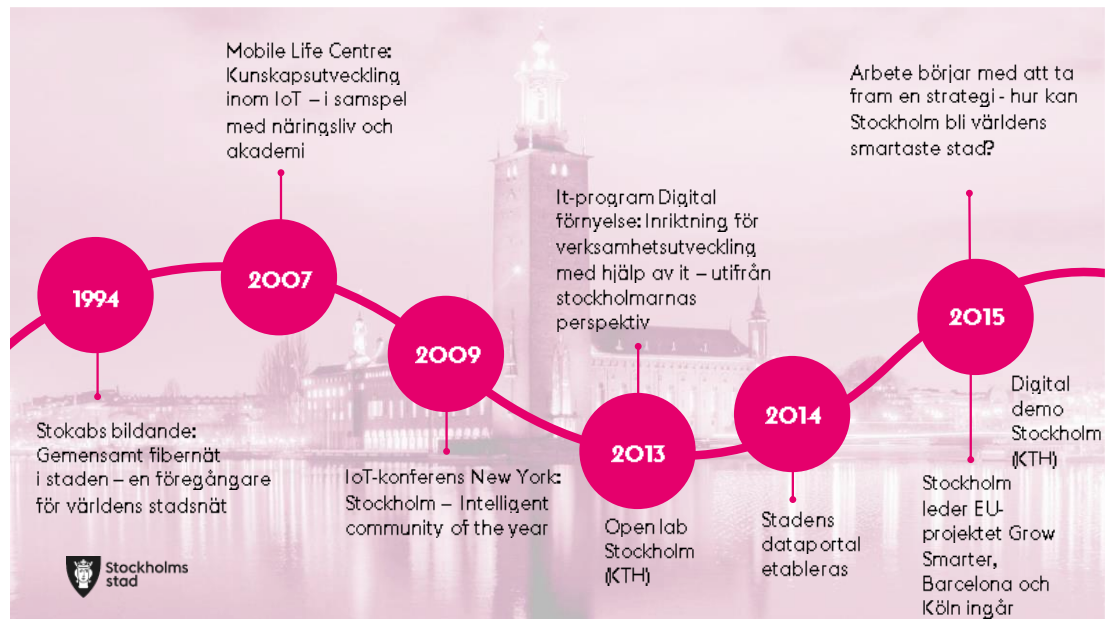 Mobile Life Centre:
Kunskapsutveckling
inom IoT – i samspel
med näringsliv och
akademi
Arbete börjar med att ta
fram en strategi - hur kan
Stockholm bli världens
smartaste stad?
It-program Digital
förnyelse: Inriktning för
verksamhetsutveckling
med hjälp av it – utifrån
stockholmarnas
perspektiv
1994
2007
2009
2013
2014
2015
Stokabs bildande:
Gemensamt fibernät
i staden – en föregångare
för världens stadsnät
IoT-konferens New York:
Stockholm – Intelligent
community of the year
Open lab
Stockholm
(KTH)
Stadens
dataportal
etableras
Digital
demo
Stockholm
(KTH)
Stockholm
leder EU-
projektet Grow
Smarter,
Barcelona och
Köln ingår
Stockholms
stad